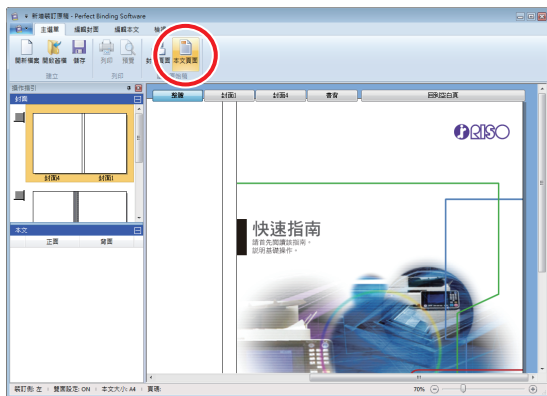 新增裝訂原稿 - Perfect Binding Software
主選單 編輯封面 編輯本文
開新檔案 開啟舊檔 儲存 列印 預覽 本文頁面
建立 列印
操作指引
封面
整體 封面1 封面4 書背 回到空白頁
封面4 封面1
本文
正面 背面
RISO
快速指南
請首先閱讀該指南。
說明基礎操作。
裝訂側: 左 雙面設定: ON 本文大小: A4 頁碼:
70%